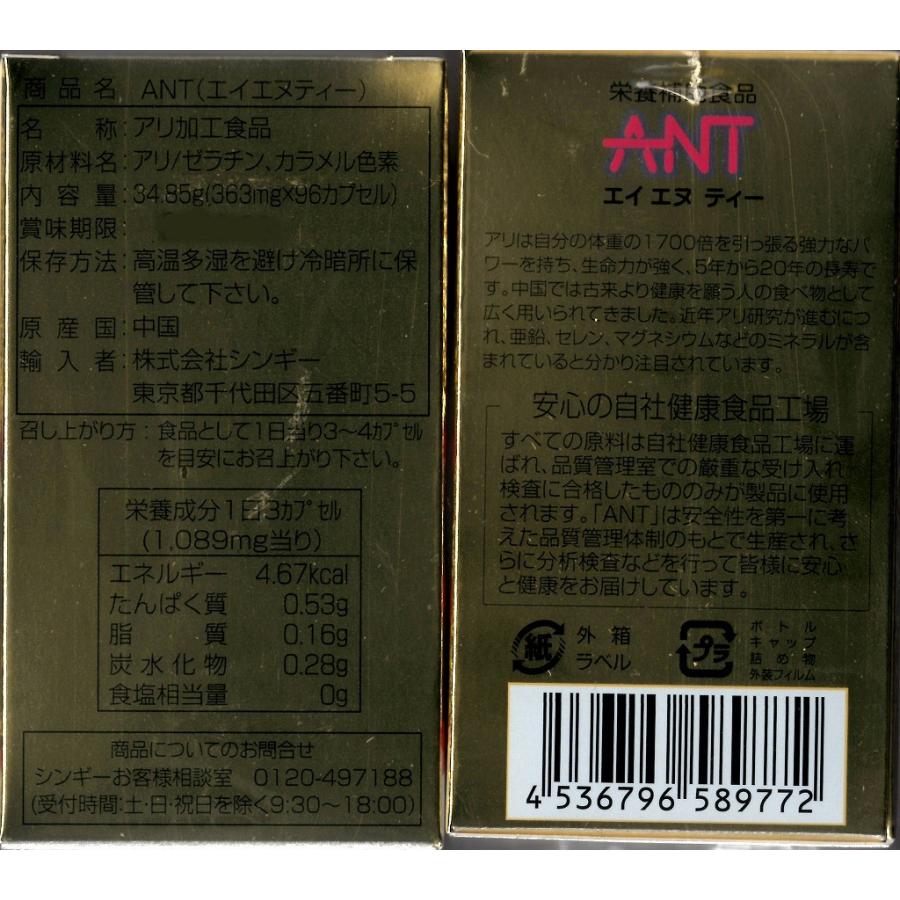 商品名 ANT(エイエヌティー)
名称:アリ加工食品
原材料名:アリ/ゼラチン、カラメル色素
内容量:34.85g(363mg×96カプセル)
賞味期限:
保存方法:高温多湿を避け冷暗所に保
管して下さい。
原産国:中国
輸入者:株式会社シンギー
東京都千代田区五番町5-5
召し上がり方:食品として1日当り3〜4カプセル
を目安にお召上がり下さい。
栄養成分1日3カプセル
(1,089mg当り)
エネルギー 4.67kcal
たんぱく質 0.53g
脂質 0.16g
炭水化物 0.28g
食塩相当量 0g
商品についてのお問合せ
シンギーお客様相談室 0120-497188
(受付時間:土・日・祝日を除く9:30〜18:00)
栄養補助食品
ANT
エイ エヌ ティー
アリは自分の体重の1700倍を引っ張る強力なパ
ワーを持ち、生命力が強く、5年から20年の長寿で
す。中国では古来より健康を願う人の食べ物として
広く用いられてきました。近年アリ研究が進むにつ
れ、亜鉛、セレン、マグネシウムなどのミネラルが含
まれていると分かり注目されています。
安心の自社健康食品工場
すべての原料は自社健康食品工場に運
ばれ、品質管理室での厳重な受け入れ
検査に合格したもののみが製品に使用
されます。「ANT」は安全性を第一に考
えた品質管理体制のもとで生産され、さ
らに分析検査などを行って皆様に安心
と健康をお届けしています。
紙 外箱
ラベル
プラ ボトル
キャップ
詰め物
外装フィルム
4 536796 589772